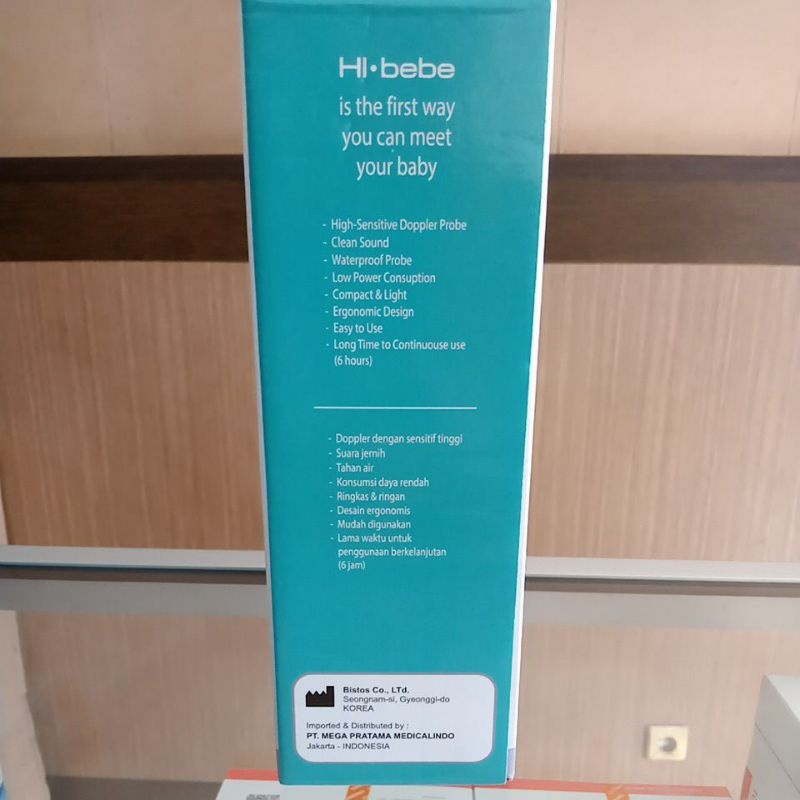 HI•bebe
is the first way
you can meet
your baby
- High-Sensitive Doppler Probe
- Clean Sound
- Waterproof Probe
- Low Power Consuption
- Compact & Light
- Ergonomic Design
- Easy to Use
- Long Time to Continuouse use
(6 hours)
- Doppler dengan sensitif tinggi
- Suara jernih
- Tahan air
- Konsumsi daya rendah
- Ringkas & ringan
- Desain ergonomis
- Mudah digunakan
- Lama waktu untuk
penggunaan berkelanjutan
(6 jam)
Bistos Co., LTd.
Seongnam-si, Gyeonggi-do
KOREA
Imported & Distributed by :
PT. MEGA PRATAMA MEDICALINDO
Jakarta - INDONESIA